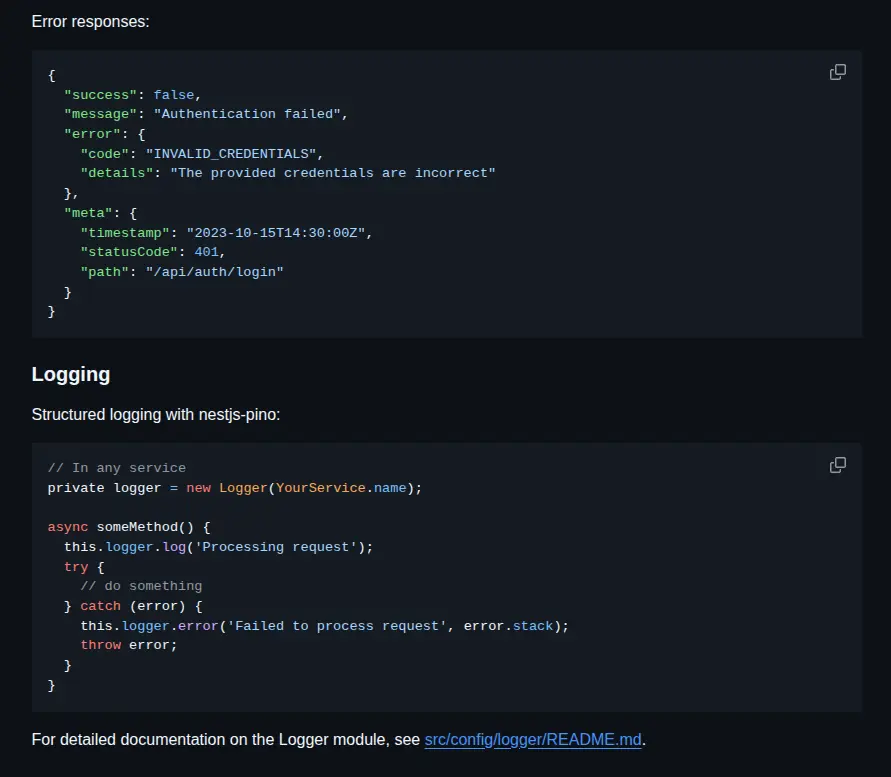 Error responses:
{
  "success": false,
  "message": "Authentication failed",
  "error": {
    "code": "INVALID_CREDENTIALS",
    "details": "The provided credentials are incorrect"
  },
  "meta": {
    "timestamp": "2023-10-15T14:30:00Z",
    "statusCode": 401,
    "path": "/api/auth/login"
  }
}
Logging
Structured logging with nestjs-pino:
// In any service
private logger = new Logger(YourService.name);

async someMethod() {
  this.logger.log('Processing request');
  try {
    // do something
  } catch (error) {
    this.logger.error('Failed to process request', error.stack);
    throw error;
  }
}
For detailed documentation on the Logger module, see src/config/logger/README.md.